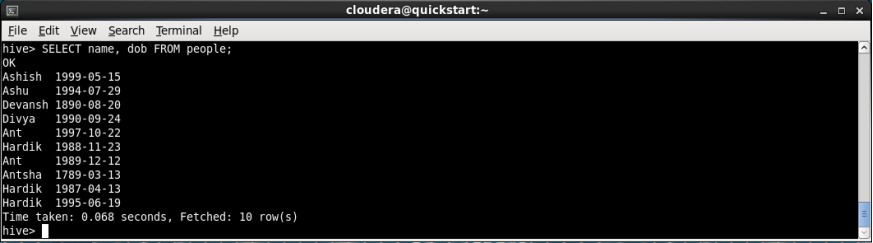 cloudera@quickstart:~
File Edit View Search Terminal Help
hive> SELECT name, dob FROM people;
OK
Ashish  1999-05-15
Ashu    1994-07-29
Devansh 1890-08-20
Divya   1990-09-24
Ant     1997-10-22
Hardik  1988-11-23
Ant     1989-12-12
Antsha  1789-03-13
Hardik  1987-04-13
Hardik  1995-06-19
Time taken: 0.068 seconds, Fetched: 10 row(s)
hive>